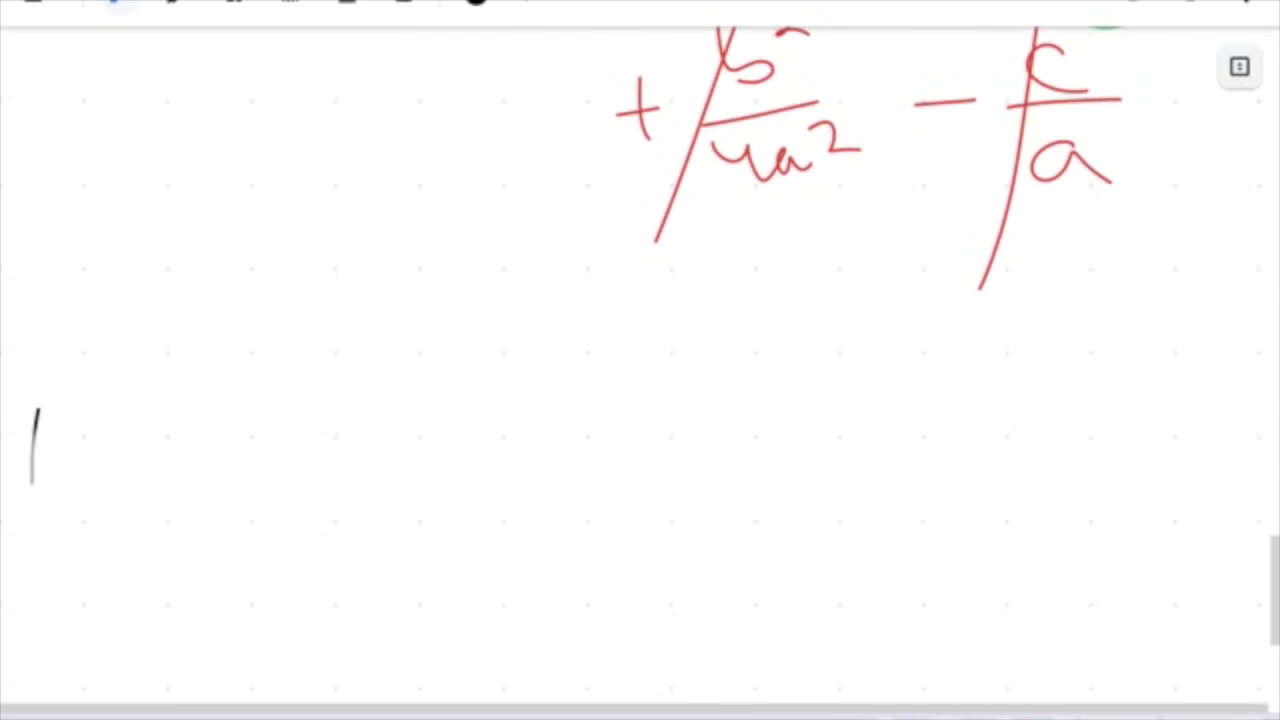 + b²/4a² - c/a